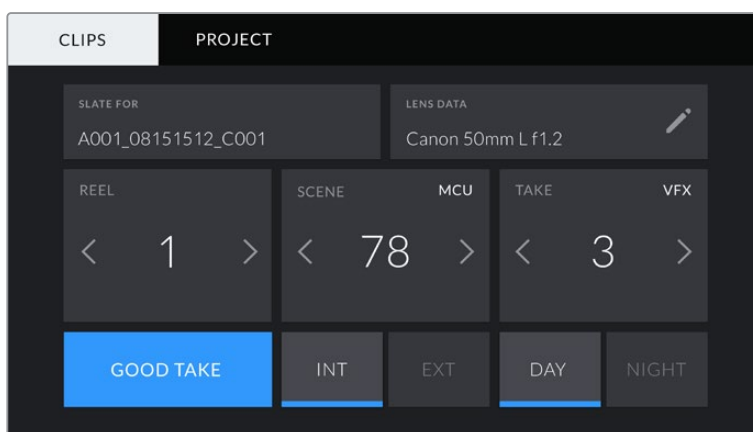 CLIPS PROJECT
SLATE FOR
A001_08151512_C001
LENS DATA
Canon 50mm L f1.2
REEL
1
SCENE MCU
78
TAKE VFX
3
GOOD TAKE
INT
EXT
DAY
NIGHT